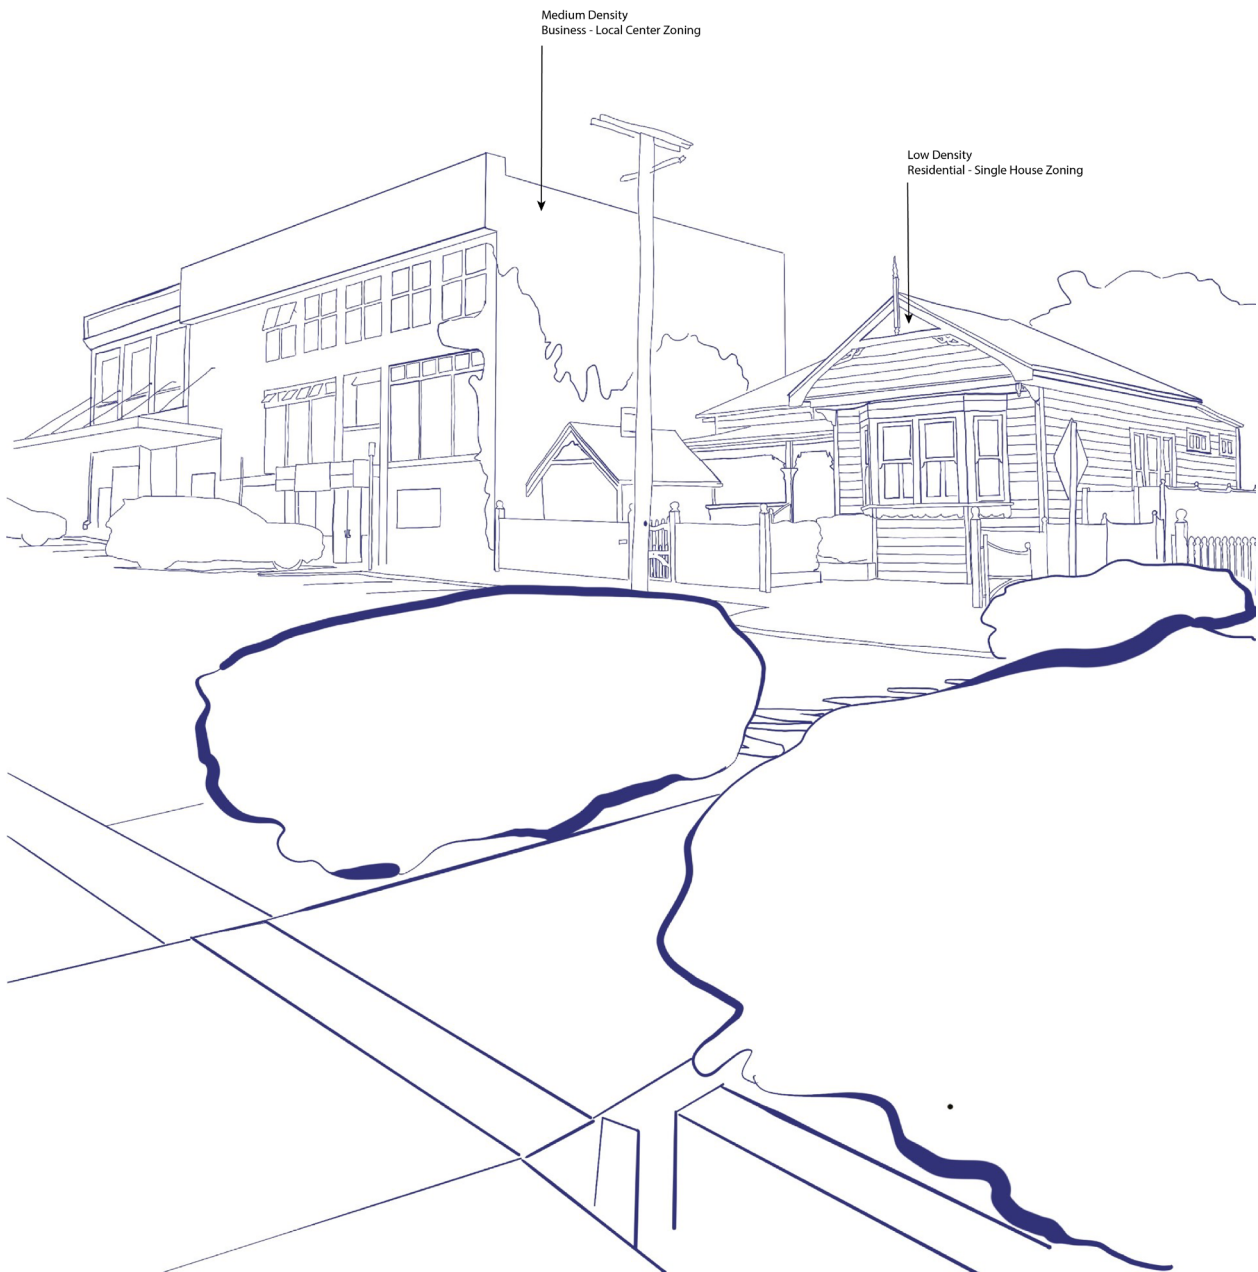 Medium Density
Business - Local Center Zoning
Low Density
Residential - Single House Zoning